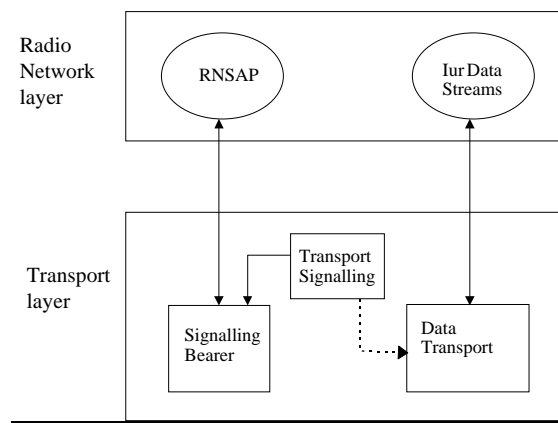 Radio
Network
layer
RNSAP
Iur Data
Streams
Transport
layer
Transport
Signalling
Signalling
Bearer
Data
Transport